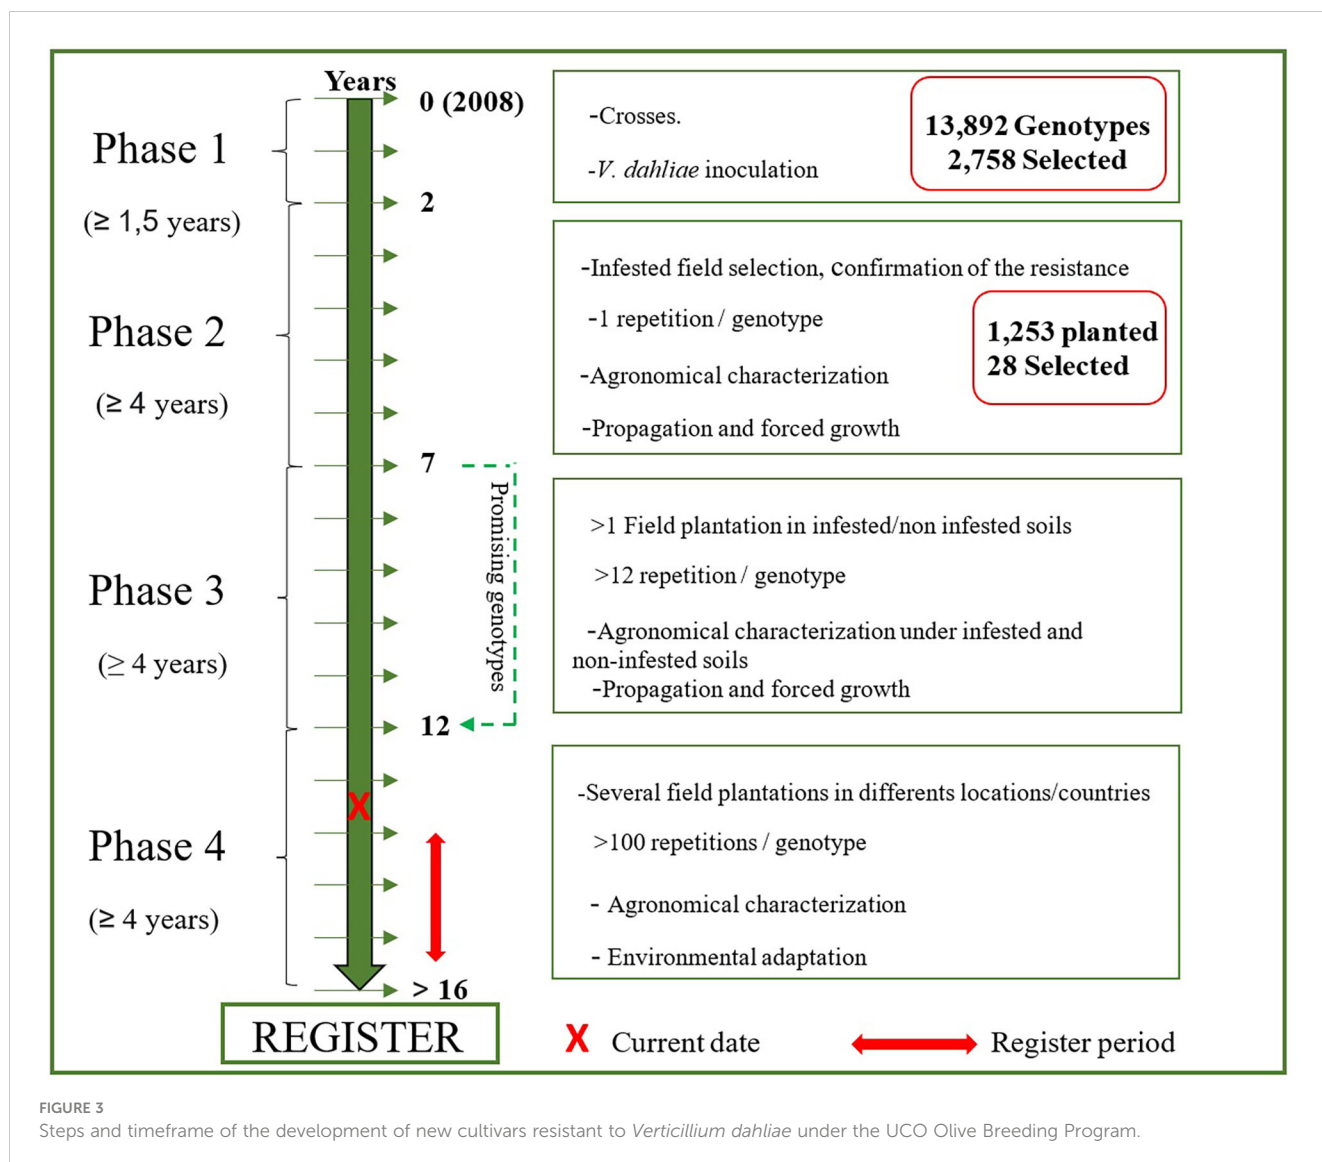 Years
0 (2008)
Phase 1
(≥ 1,5 years)
2
-Crosses.
-V. dahliae inoculation
13,892 Genotypes
2,758 Selected
Phase 2
(≥ 4 years)
7
-Infested field selection, confirmation of the resistance
-1 repetition / genotype
-Agronomical characterization
-Propagation and forced growth
1,253 planted
28 Selected
Promising genotypes
Phase 3
(≥ 4 years)
12
>1 Field plantation in infested/non infested soils
>12 repetition / genotype
-Agronomical characterization under infested and
non-infested soils
-Propagation and forced growth
X
Phase 4
(≥ 4 years)
> 16
-Several field plantations in differents locations/countries
>100 repetitions / genotype
- Agronomical characterization
- Environmental adaptation
REGISTER
X Current date
Register period
FIGURE 3
Steps and timeframe of the development of new cultivars resistant to Verticillium dahliae under the UCO Olive Breeding Program.